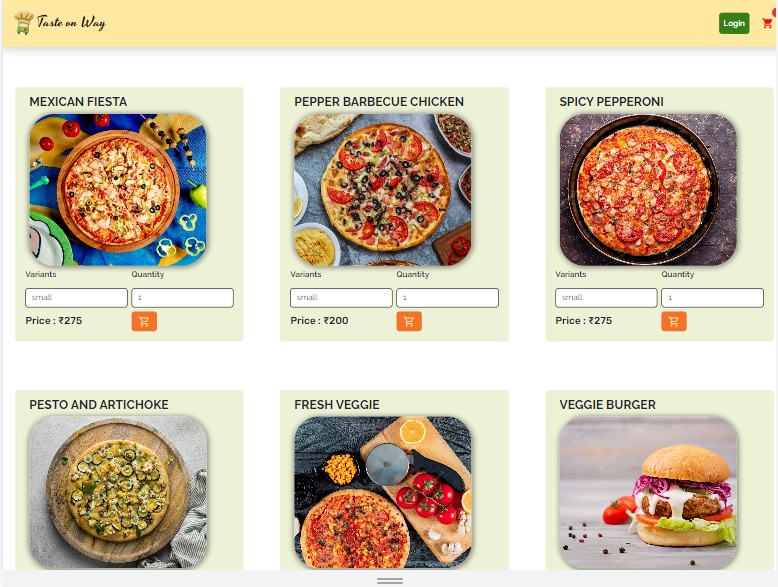 Taste on Way
Login
MEXICAN FIESTA
PEPPER BARBECUE CHICKEN
SPICY PEPPERONI
Variants Quantity
Variants Quantity
Variants Quantity
small 1
small 1
small 1
Price : ₹275
Price : ₹200
Price : ₹275
PESTO AND ARTICHOKE
FRESH VEGGIE
VEGGIE BURGER